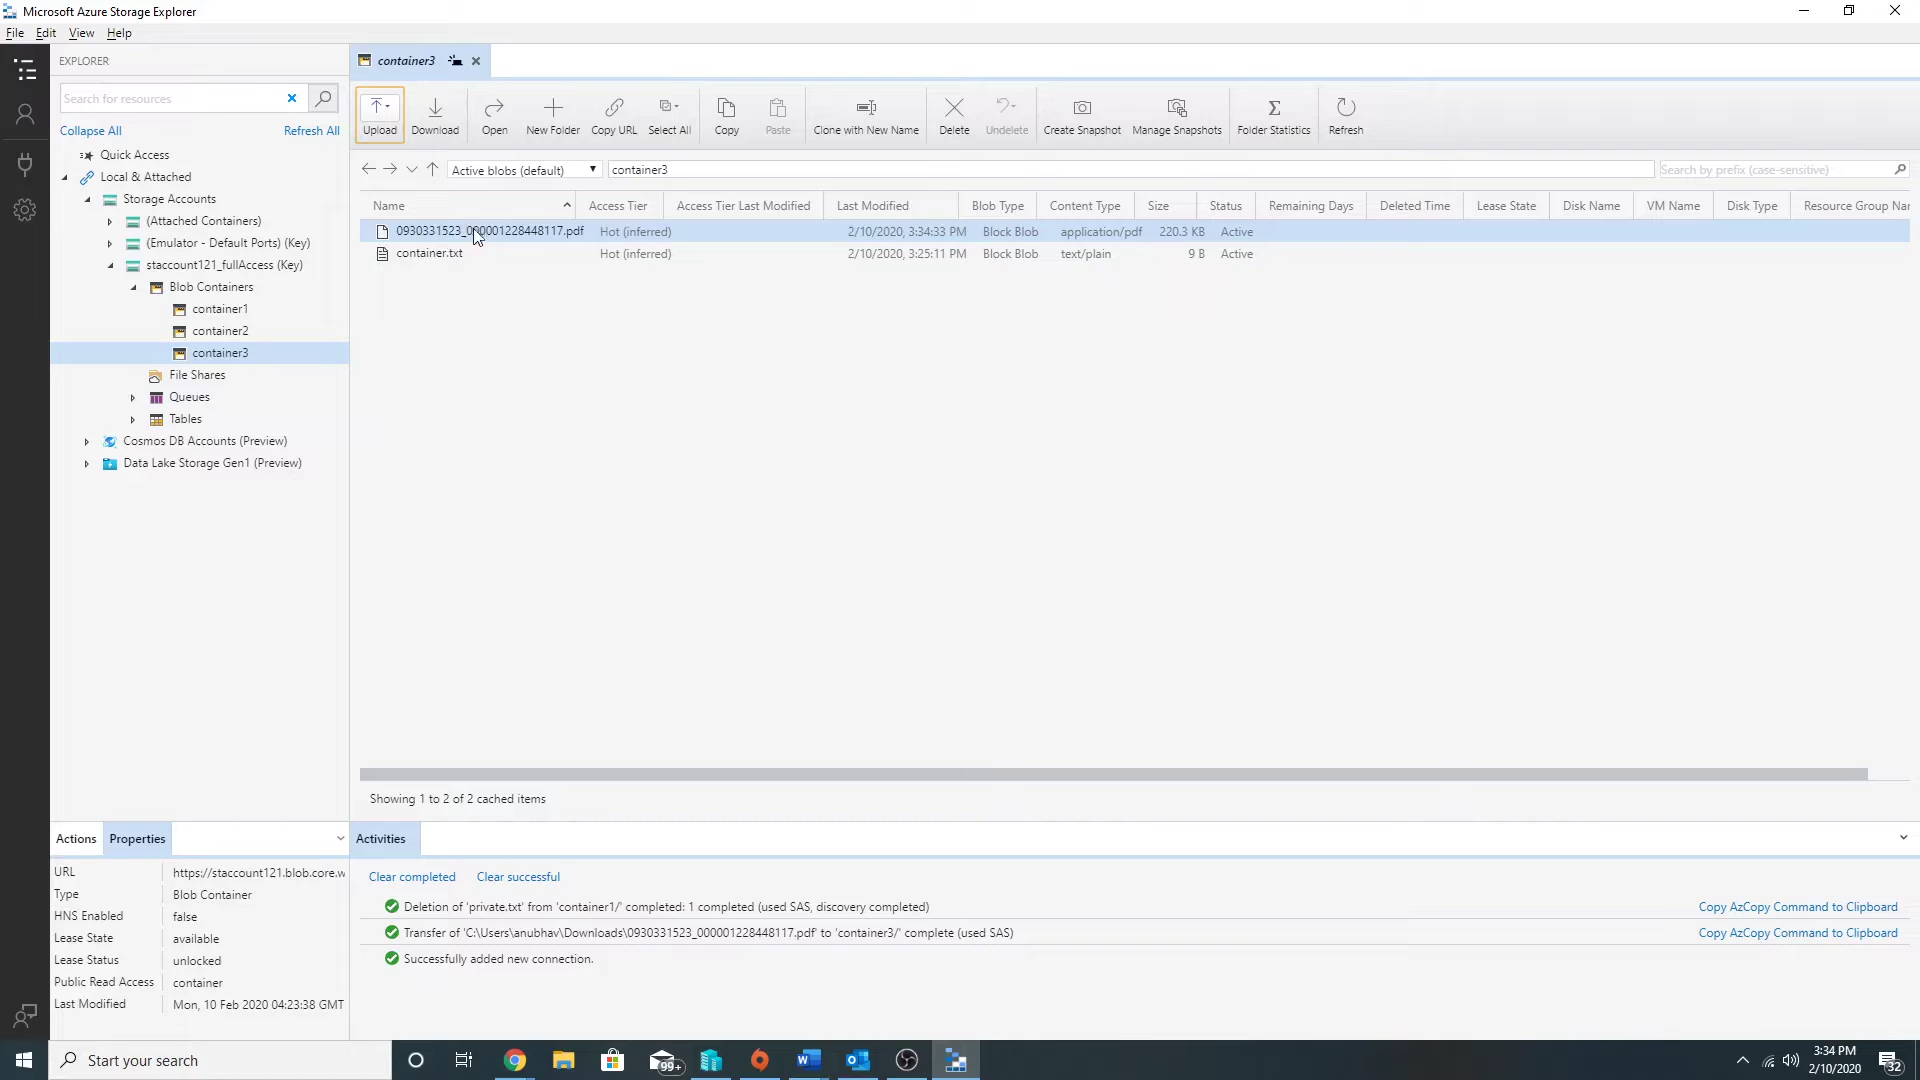 Microsoft Azure Storage Explorer
File Edit View Help
EXPLORER
Search for resources
Collapse All Refresh All
Quick Access
Local & Attached
Storage Accounts
(Attached Containers)
(Emulator - Default Ports) (Key)
staccount121_fullAccess (Key)
Blob Containers
container1
container2
container3
File Shares
Queues
Tables
Cosmos DB Accounts (Preview)
Data Lake Storage Gen1 (Preview)
container3
Upload Download Open New Folder Copy URL Select All Copy Paste Clone with New Name Delete Undelete Create Snapshot Manage Snapshots Folder Statistics Refresh
Active blobs (default) container3 Search by prefix (case-sensitive)
Name Access Tier Access Tier Last Modified Last Modified Blob Type Content Type Size Status Remaining Days Deleted Time Lease State Disk Name VM Name Disk Type Resource Group Nar
0930331523_000001228448117.pdf Hot (inferred) 2/10/2020, 3:34:33 PM Block Blob application/pdf 220.3 KB Active
container.txt Hot (inferred) 2/10/2020, 3:25:11 PM Block Blob text/plain 9 B Active
Showing 1 to 2 of 2 cached items
Actions Properties
URL https://staccount121.blob.core.w
Type Blob Container
HNS Enabled false
Lease State available
Lease Status unlocked
Public Read Access container
Last Modified Mon, 10 Feb 2020 04:23:38 GMT
Activities
Clear completed Clear successful
Deletion of 'private.txt' from 'container1/' completed: 1 completed (used SAS, discovery completed) Copy AzCopy Command to Clipboard
Transfer of 'C:\Users\anubhav\Downloads\0930331523_000001228448117.pdf' to 'container3/' complete (used SAS) Copy AzCopy Command to Clipboard
Successfully added new connection.
Start your search
99+
3:34 PM
2/10/2020
32